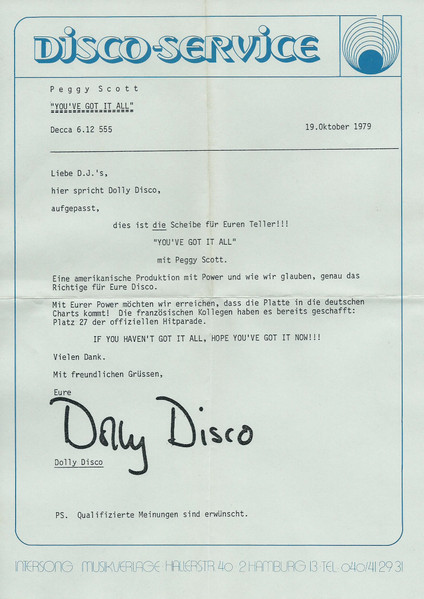 DISCO-SERVICE
Peggy Scott
"YOU'VE GOT IT ALL"
Decca 6.12 555
19.Oktober 1979
Liebe D.J.'s,
hier spricht Dolly Disco,
aufgepasst,
dies ist die Scheibe für Euren Teller!!!
"YOU'VE GOT IT ALL"
mit Peggy Scott.
Eine amerikanische Produktion mit Power und wie wir glauben, genau das
Richtige für Eure Disco.
Mit Eurer Power möchten wir erreichen, dass die Platte in die deutschen
Charts kommt! Die französischen Kollegen haben es bereits geschafft:
Platz 27 der offiziellen Hitparade.
IF YOU HAVEN'T GOT IT ALL, HOPE YOU'VE GOT IT NOW!!!
Vielen Dank.
Mit freundlichen Grüssen,
Eure
Dolly Disco
Dolly Disco
PS. Qualifizierte Meinungen sind erwünscht.
INTERSONG MUSIKVERLAGE HALLERSTR. 40 2 HAMBURG 13 TEL. 040/41 29 31